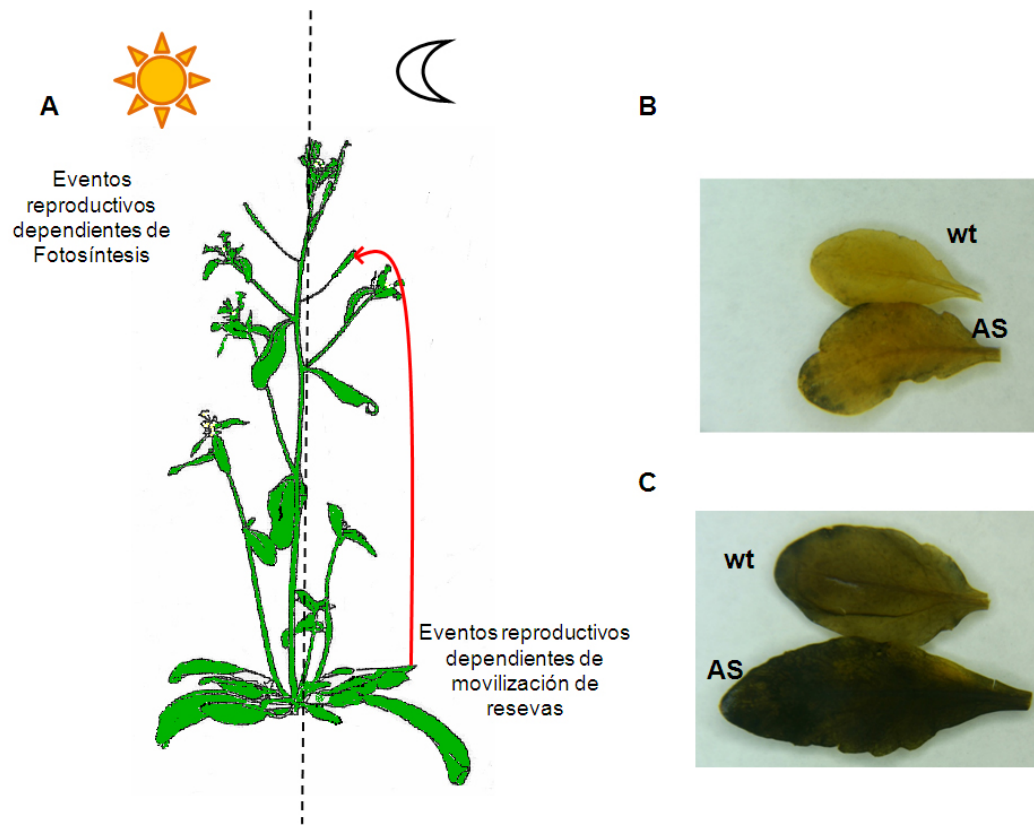 A
Eventos
reproductivos
dependientes de
Fotosíntesis
Eventos reproductivos
dependientes de
movilización de
resevas
B
wt
AS
C
wt
AS